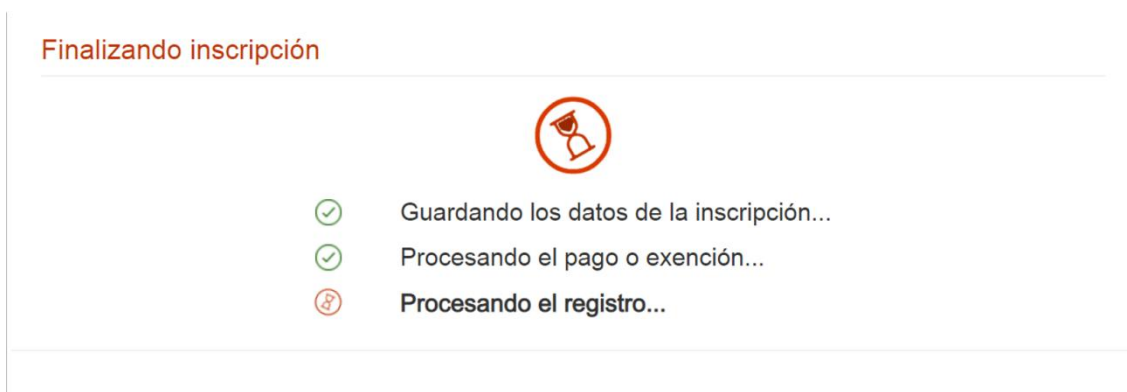 Finalizando inscripción
Guardando los datos de la inscripción...
Procesando el pago o exención...
Procesando el registro...